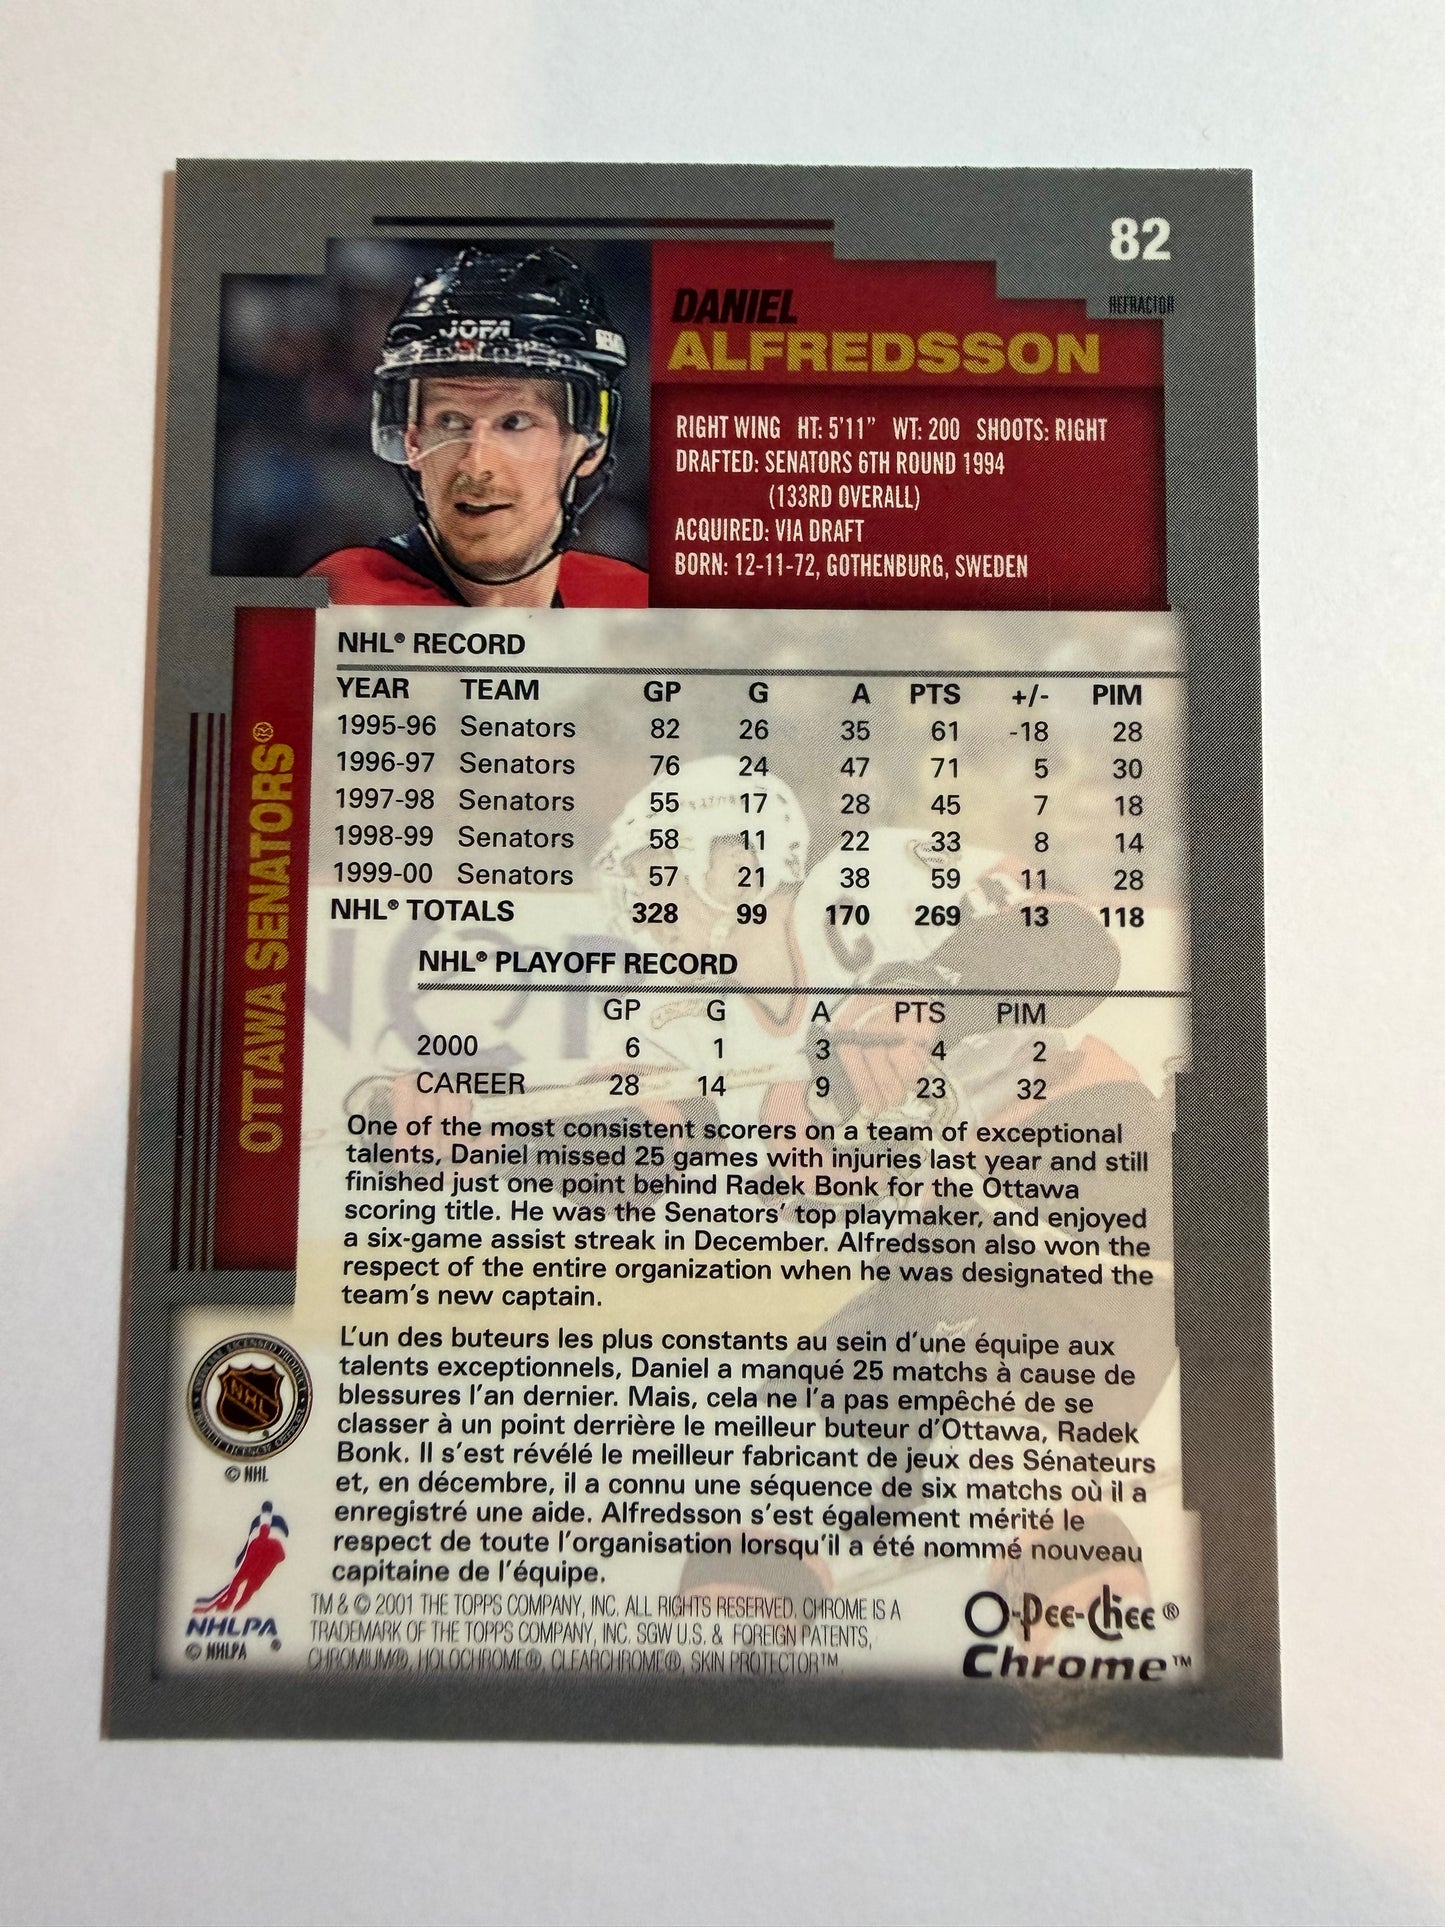 82
REFRACTOR
JOFA
DANIEL
ALFREDSSON
RIGHT WING HT: 5'11" WT: 200 SHOOTS: RIGHT
DRAFTED: SENATORS 6TH ROUND 1994
(133RD OVERALL)
ACQUIRED: VIA DRAFT
BORN: 12-11-72, GOTHENBURG, SWEDEN
OTTAWA SENATORS®
NHL® RECORD
YEAR TEAM GP G A PTS +/- PIM
1995-96 Senators 82 26 35 61 -18 28
1996-97 Senators 76 24 47 71 5 30
1997-98 Senators 55 17 28 45 7 18
1998-99 Senators 58 11 22 33 8 14
1999-00 Senators 57 21 38 59 11 28
NHL® TOTALS 328 99 170 269 13 118
NHL® PLAYOFF RECORD
GP G A PTS PIM
2000 6 1 3 4 2
CAREER 28 14 9 23 32
One of the most consistent scorers on a team of exceptional
talents, Daniel missed 25 games with injuries last year and still
finished just one point behind Radek Bonk for the Ottawa
scoring title. He was the Senators' top playmaker, and enjoyed
a six-game assist streak in December. Alfredsson also won the
respect of the entire organization when he was designated the
team's new captain.
L'un des buteurs les plus constants au sein d'une équipe aux
talents exceptionnels, Daniel a manqué 25 matchs à cause de
blessures l'an dernier. Mais, cela ne l'a pas empêché de se
classer à un point derrière le meilleur buteur d'Ottawa, Radek
Bonk. Il s'est révélé le meilleur fabricant de jeux des Sénateurs
et, en décembre, il a connu une séquence de six matchs où il a
enregistré une aide. Alfredsson s'est également mérité le
respect de toute l'organisation lorsqu'il a été nommé nouveau
capitaine de l'équipe.
NHL
© NHL
NHLPA
© NHLPA ®
TM & © 2001 THE TOPPS COMPANY, INC. ALL RIGHTS RESERVED. CHROME IS A
TRADEMARK OF THE TOPPS COMPANY, INC. SGW U.S. & FOREIGN PATENTS,
CHROMIUM®, HOLOCHROME®, CLEARCHROME®, SKIN PROTECTOR™.
O-Pee-Chee®
Chrome™